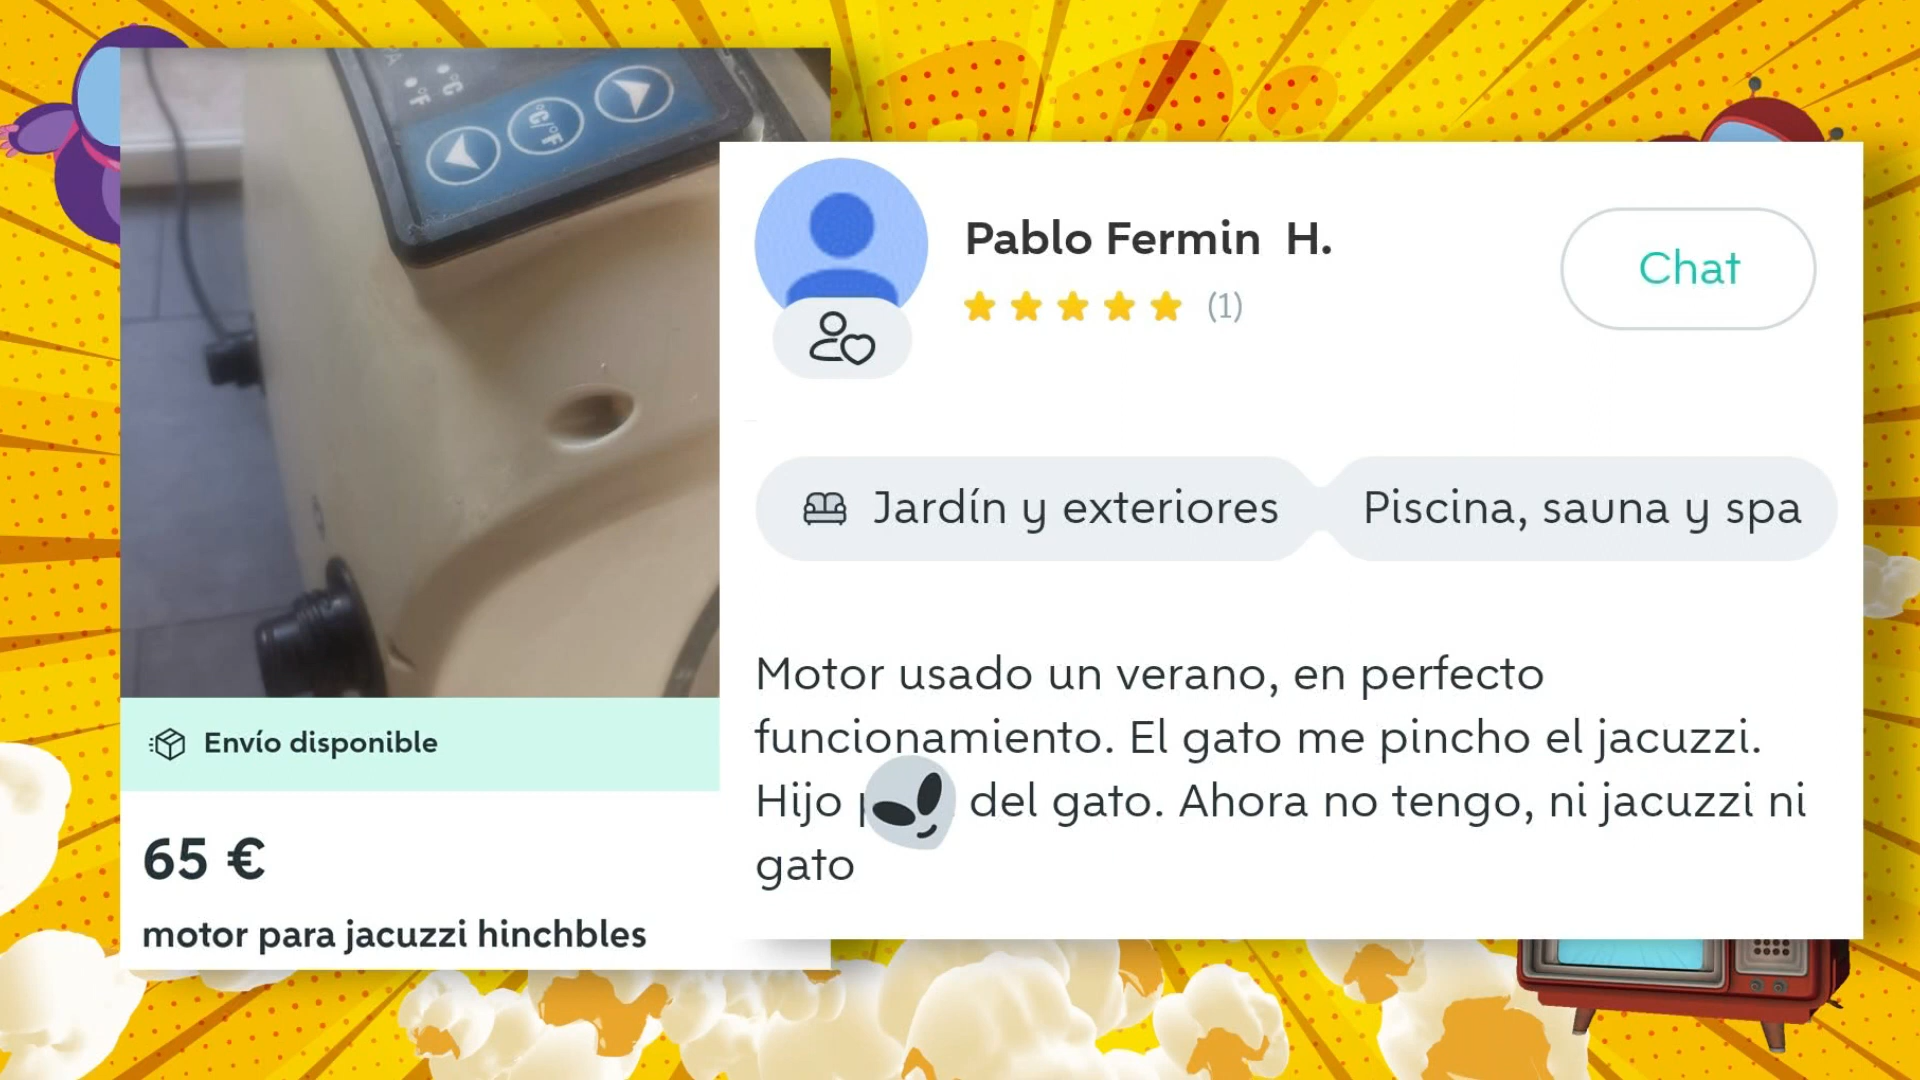 °F °C
°C/°F
Envío disponible
65 €
motor para jacuzzi hinchbles
Pablo Fermin H.
(1)
Chat
Jardín y exteriores
Piscina, sauna y spa
Motor usado un verano, en perfecto
funcionamiento. El gato me pincho el jacuzzi.
Hijo del gato. Ahora no tengo, ni jacuzzi ni
gato